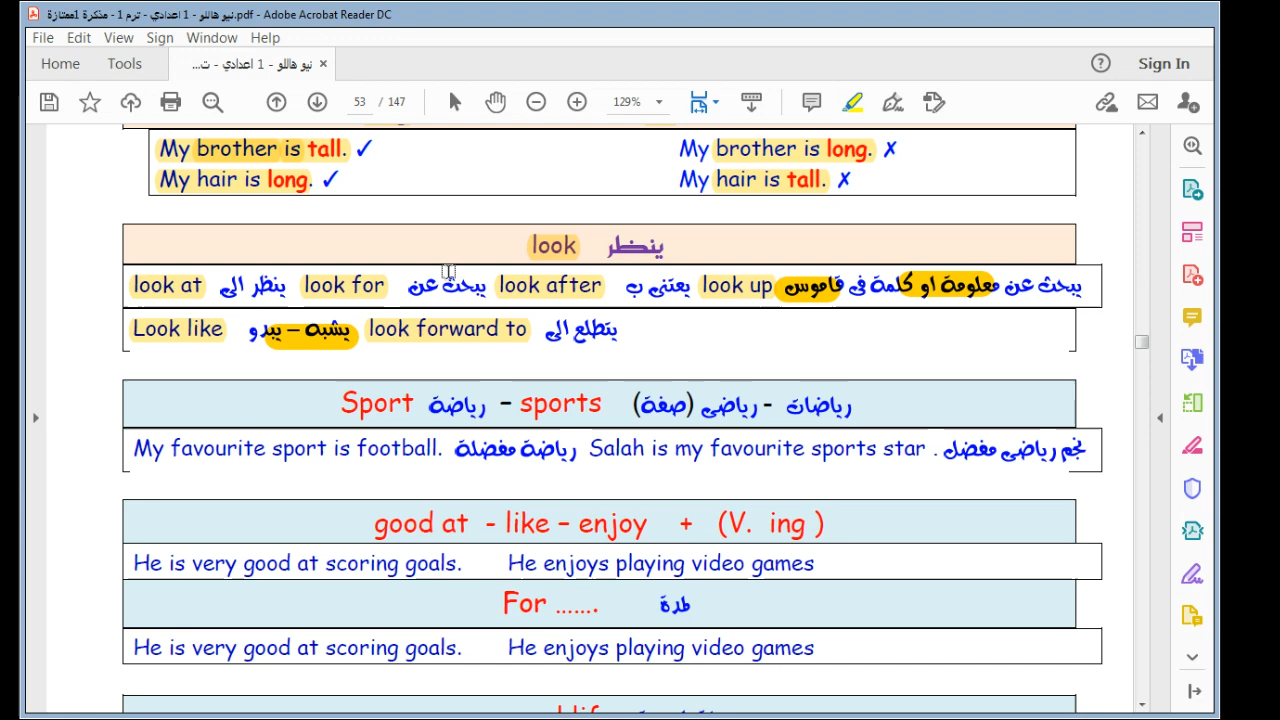 نيو هاللو - 1 اعدادي - ترم 1 - مذكرة 1ممتازة.pdf - Adobe Acrobat Reader DC
File Edit View Sign Window Help
Home Tools نيو هاللو - 1 اعدادي - ت... × ? Sign In
53 / 147 129%
My brother is tall. ✓ My brother is long. ✗
My hair is long. ✓ My hair is tall. ✗
look ينظر
look at ينظر الى look for يبحث عن look after يعتنى ب look up يبحث عن معلومة او كلمة فى قاموس
Look like يشبه – يبدو look forward to يتطلع الى
Sport رياضة – sports رياضات - رياضى (صفة)
My favourite sport is football. رياضة مفضلة Salah is my favourite sports star . نجم رياضى مفضل
good at - like – enjoy + (V. ing )
He is very good at scoring goals. He enjoys playing video games
For ....... لمدة
He is very good at scoring goals. He enjoys playing video games